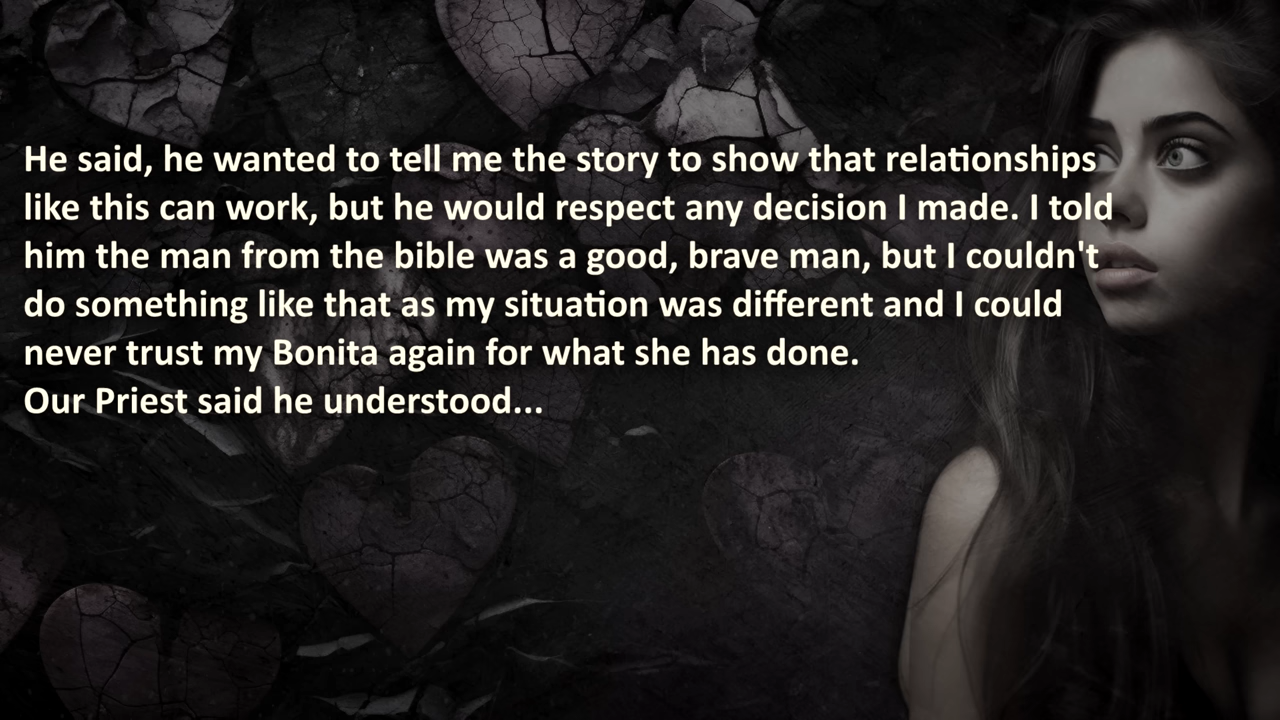 He said, he wanted to tell me the story to show that relationships
like this can work, but he would respect any decision I made. I told
him the man from the bible was a good, brave man, but I couldn't
do something like that as my situation was different and I could
never trust my Bonita again for what she has done.
Our Priest said he understood...